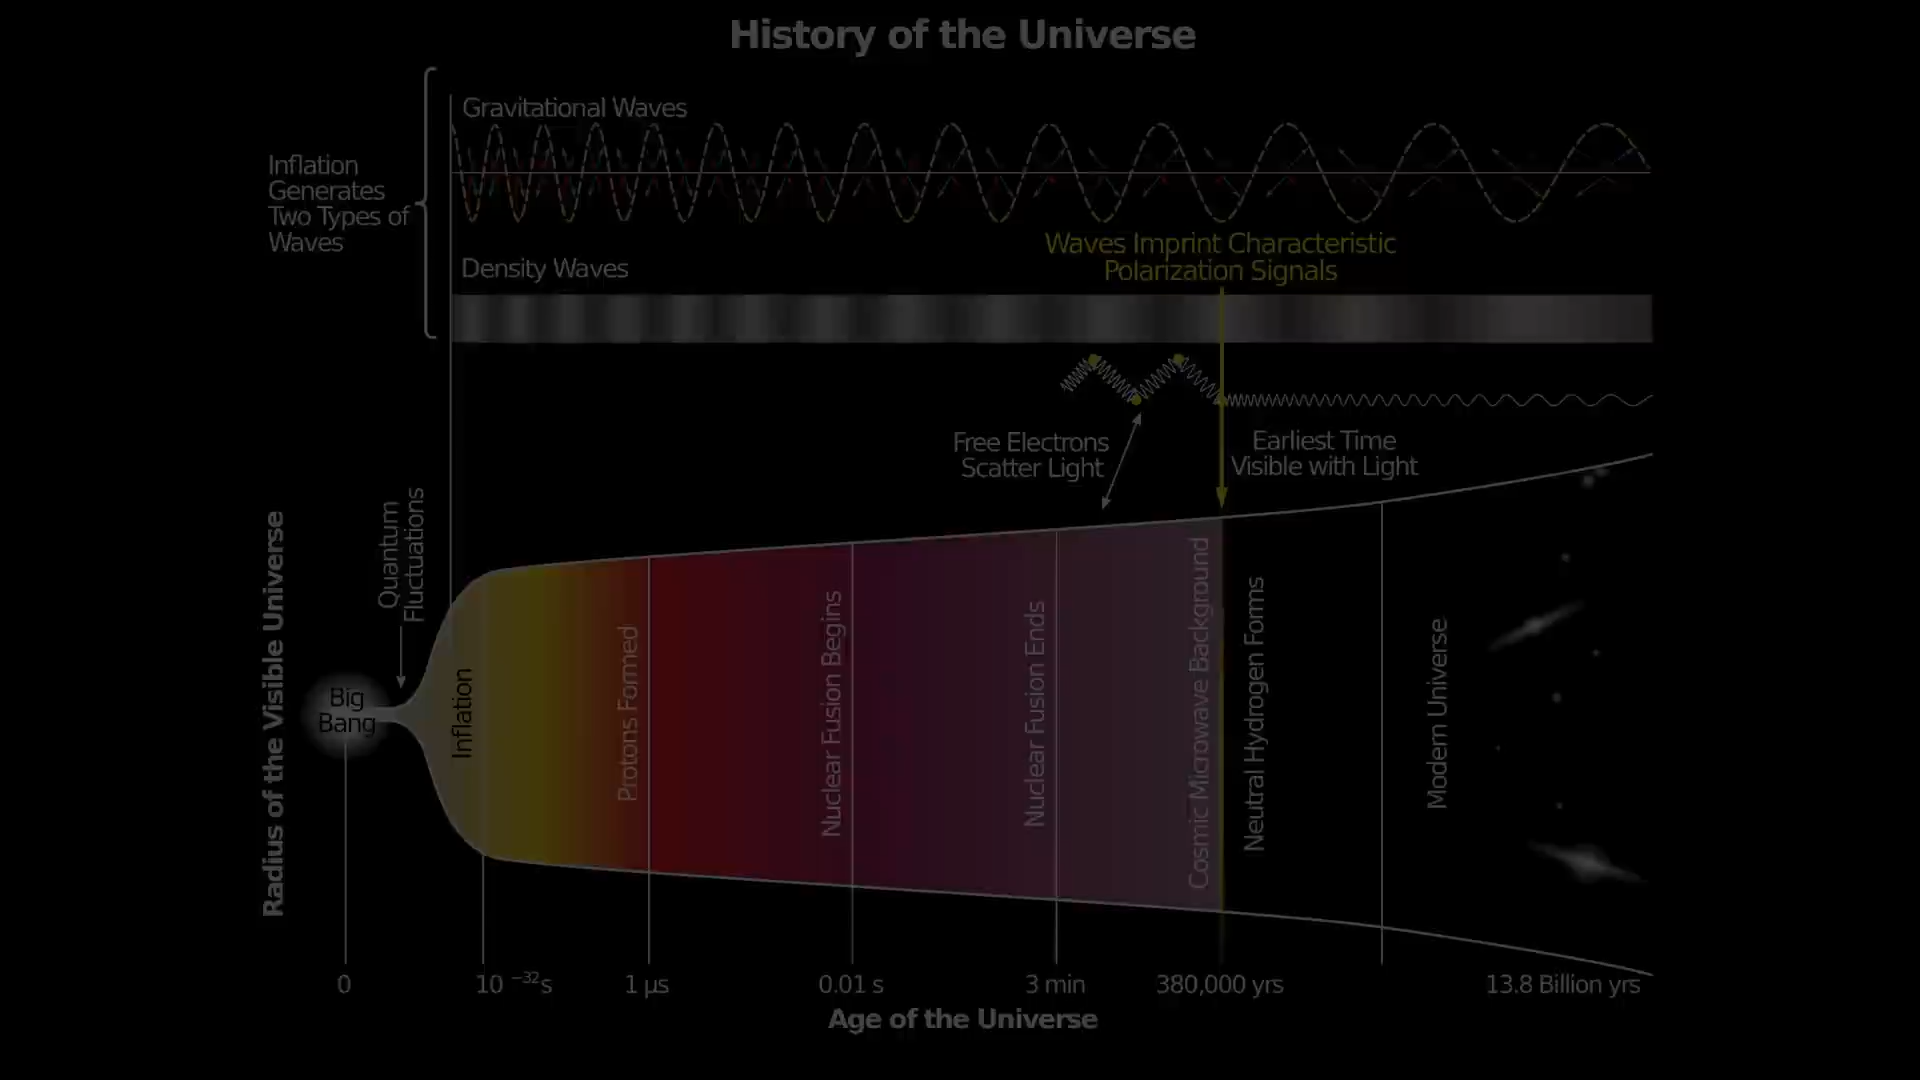 History of the Universe
Gravitational Waves
Inflation
Generates
Two Types of
Waves
Waves Imprint Characteristic
Polarization Signals
Density Waves
Free Electrons
Scatter Light
Earliest Time
Visible with Light
Radius of the Visible Universe
Quantum
Fluctuations
Big
Bang
Inflation
Protons Formed
Nuclear Fusion Begins
Nuclear Fusion Ends
Cosmic Microwave Background
Neutral Hydrogen Forms
Modern Universe
0
10 ⁻³²s
1 µs
0.01 s
3 min
380,000 yrs
13.8 Billion yrs
Age of the Universe